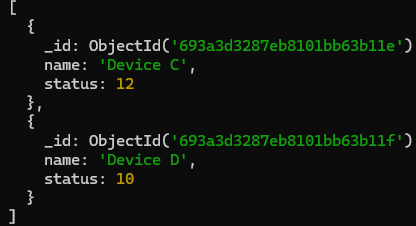 [
  {
    _id: ObjectId('693a3d3287eb8101bb63b11e')
    name: 'Device C',
    status: 12
  },
  {
    _id: ObjectId('693a3d3287eb8101bb63b11f')
    name: 'Device D',
    status: 10
  }
]